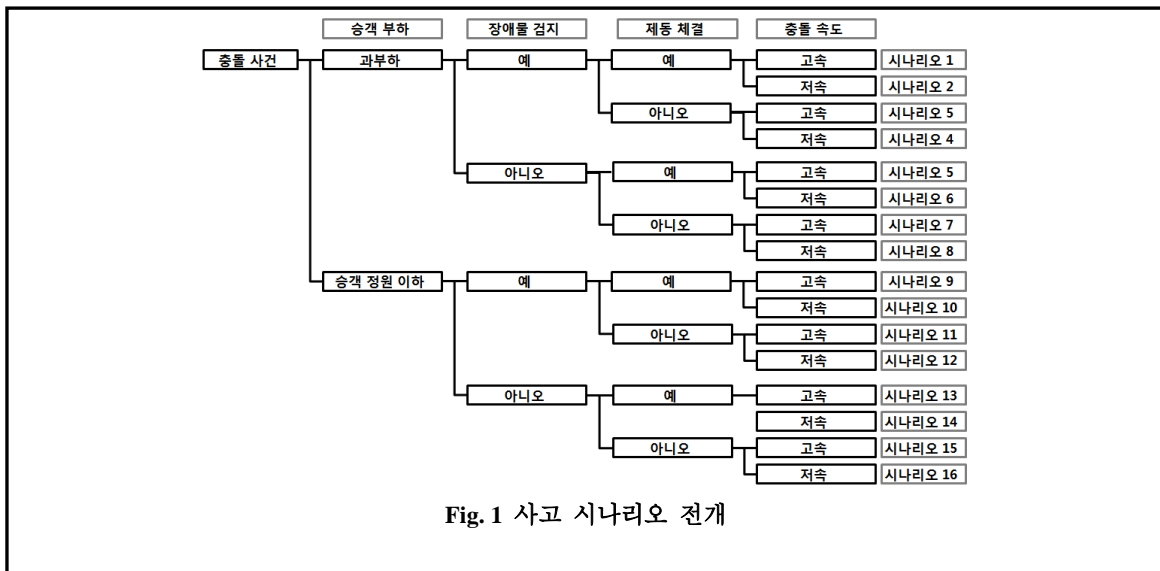 승객 부하 장애물 검지 제동 체결 충돌 속도
충돌 사건 과부하 예 예 고속 시나리오 1
저속 시나리오 2
아니오 고속 시나리오 5
저속 시나리오 4
아니오 예 고속 시나리오 5
저속 시나리오 6
아니오 고속 시나리오 7
저속 시나리오 8
승객 정원 이하 예 예 고속 시나리오 9
저속 시나리오 10
아니오 고속 시나리오 11
저속 시나리오 12
아니오 예 고속 시나리오 13
저속 시나리오 14
아니오 고속 시나리오 15
저속 시나리오 16
Fig. 1 사고 시나리오 전개